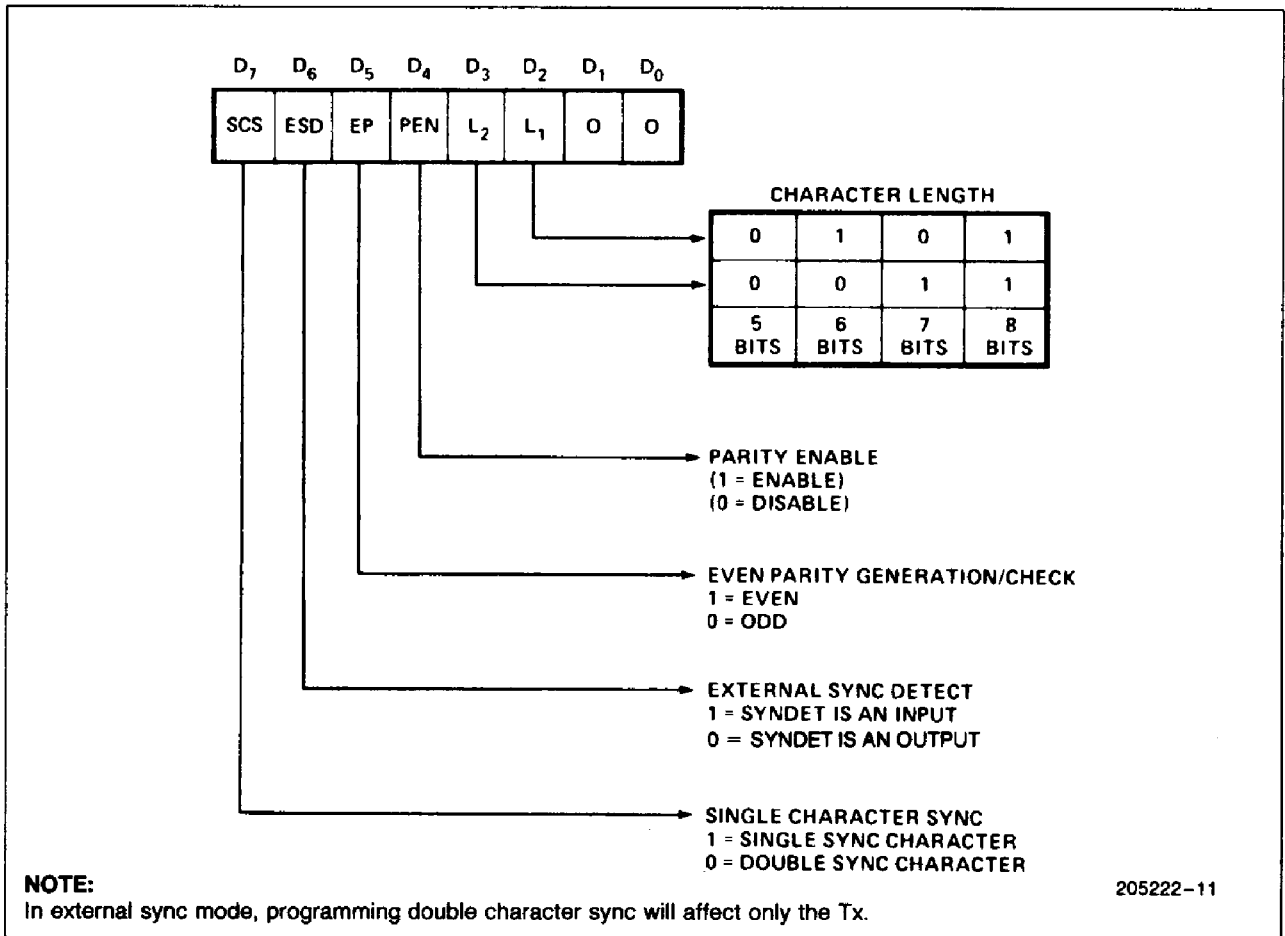 D7 D6 D5 D4 D3 D2 D1 D0
SCS ESD EP PEN L2 L1 0 0
CHARACTER LENGTH
0 1 0 1
0 0 1 1
5 BITS 6 BITS 7 BITS 8 BITS
PARITY ENABLE
(1 = ENABLE)
(0 = DISABLE)
EVEN PARITY GENERATION/CHECK
1 = EVEN
0 = ODD
EXTERNAL SYNC DETECT
1 = SYNDET IS AN INPUT
0 = SYNDET IS AN OUTPUT
SINGLE CHARACTER SYNC
1 = SINGLE SYNC CHARACTER
0 = DOUBLE SYNC CHARACTER
NOTE:
205222-11
In external sync mode, programming double character sync will affect only the Tx.